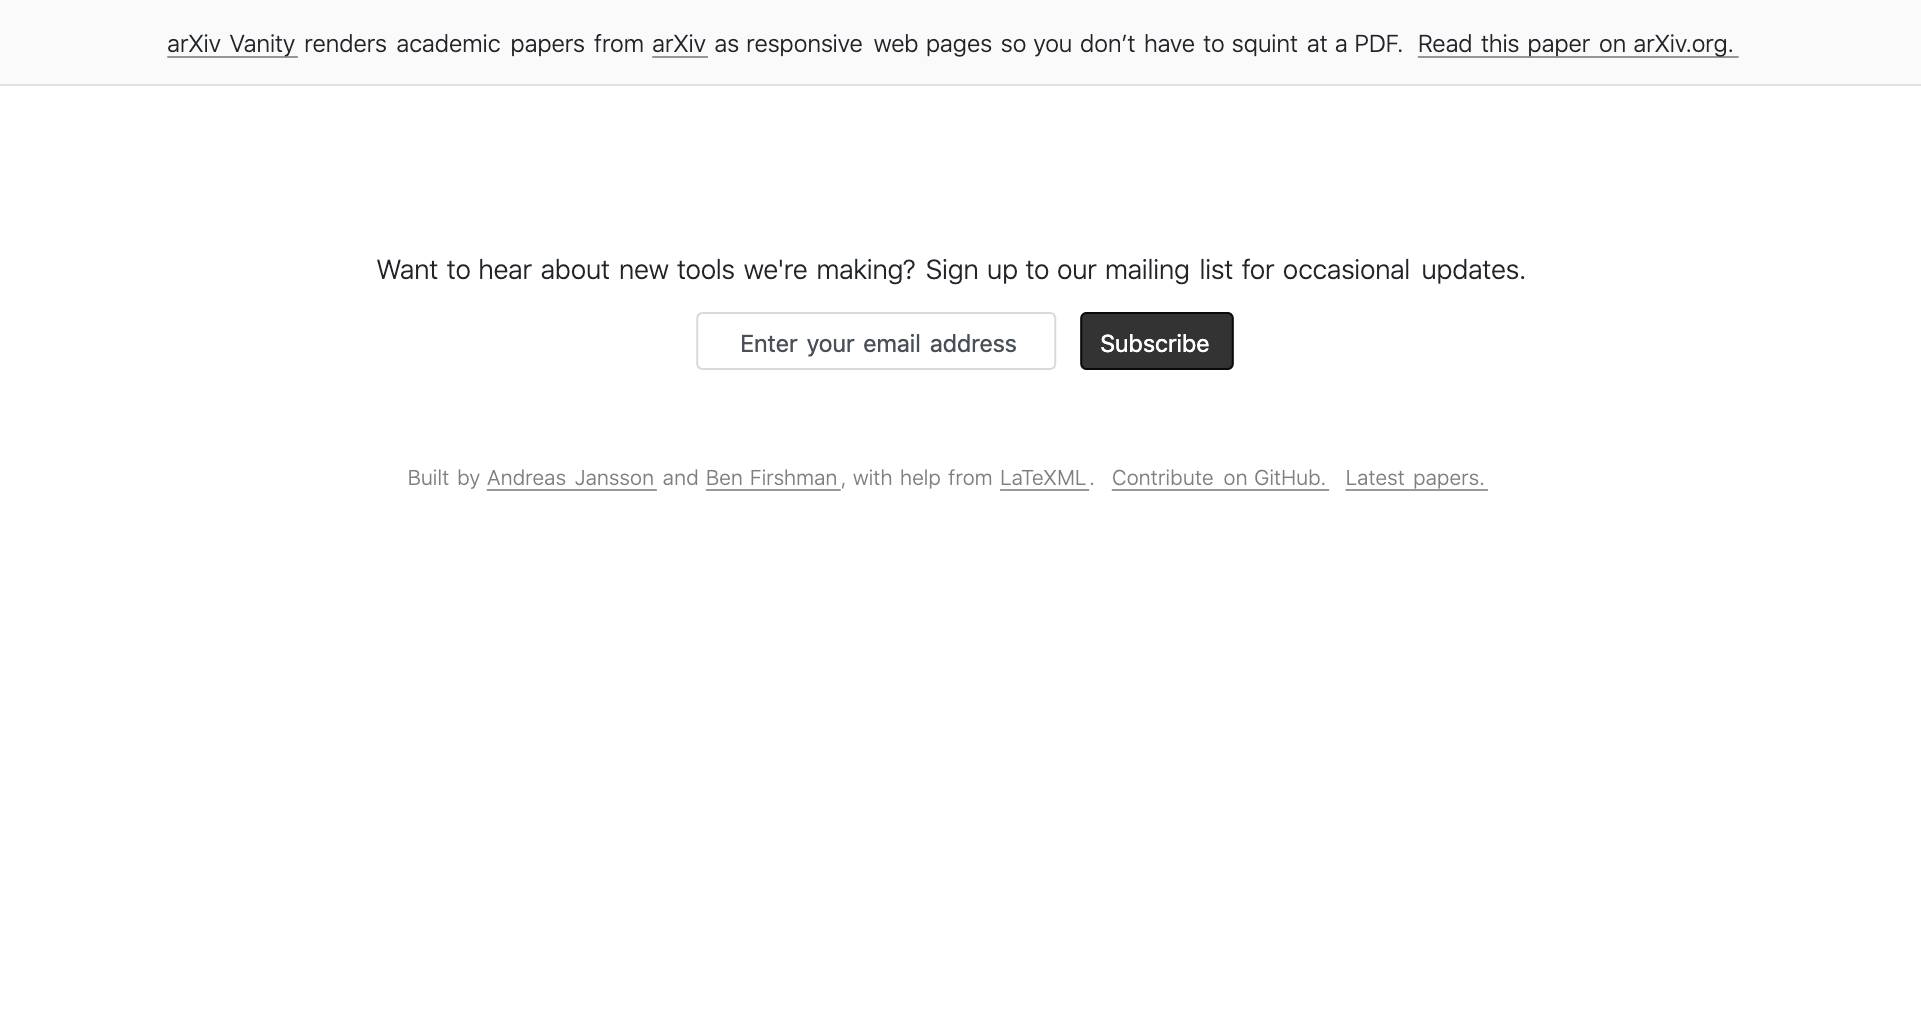 arXiv Vanity renders academic papers from arXiv as responsive web pages so you don’t have to squint at a PDF. Read this paper on arXiv.org.
Want to hear about new tools we're making? Sign up to our mailing list for occasional updates.
Enter your email address Subscribe
Built by Andreas Jansson and Ben Firshman, with help from LaTeXML. Contribute on GitHub. Latest papers.